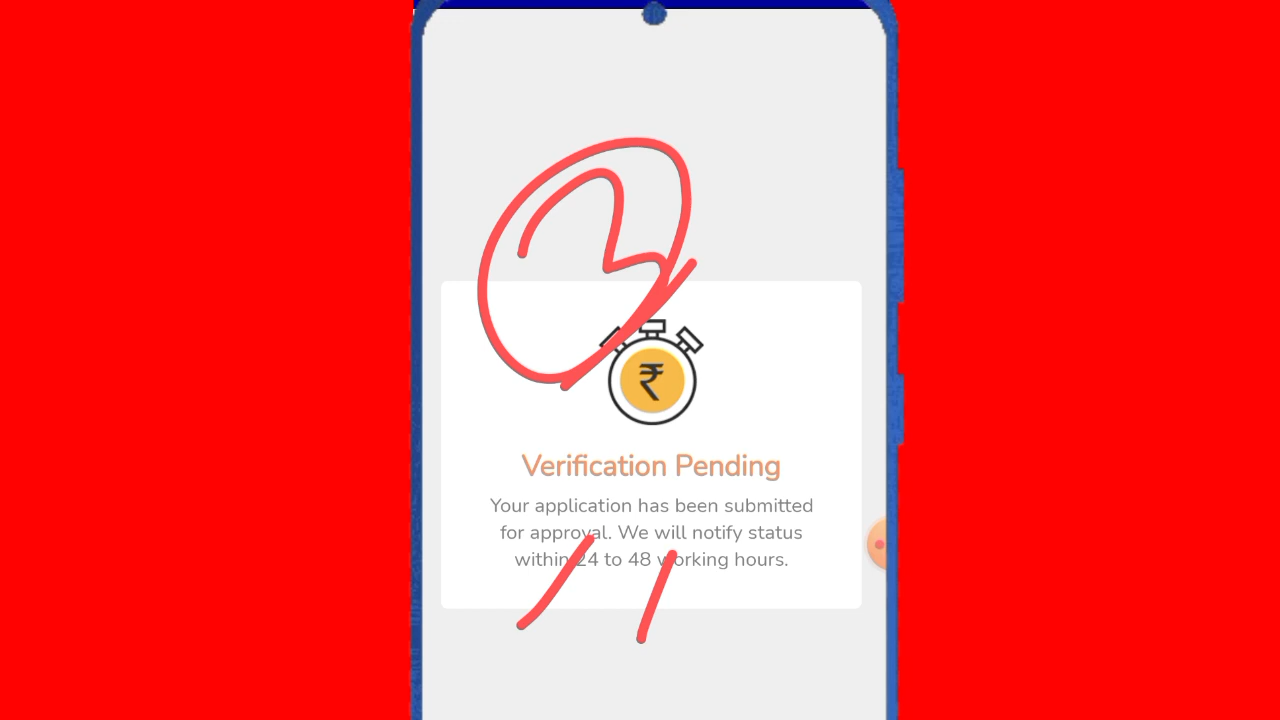 ₹
Verification Pending
Your application has been submitted
for approval. We will notify status
within 24 to 48 working hours.